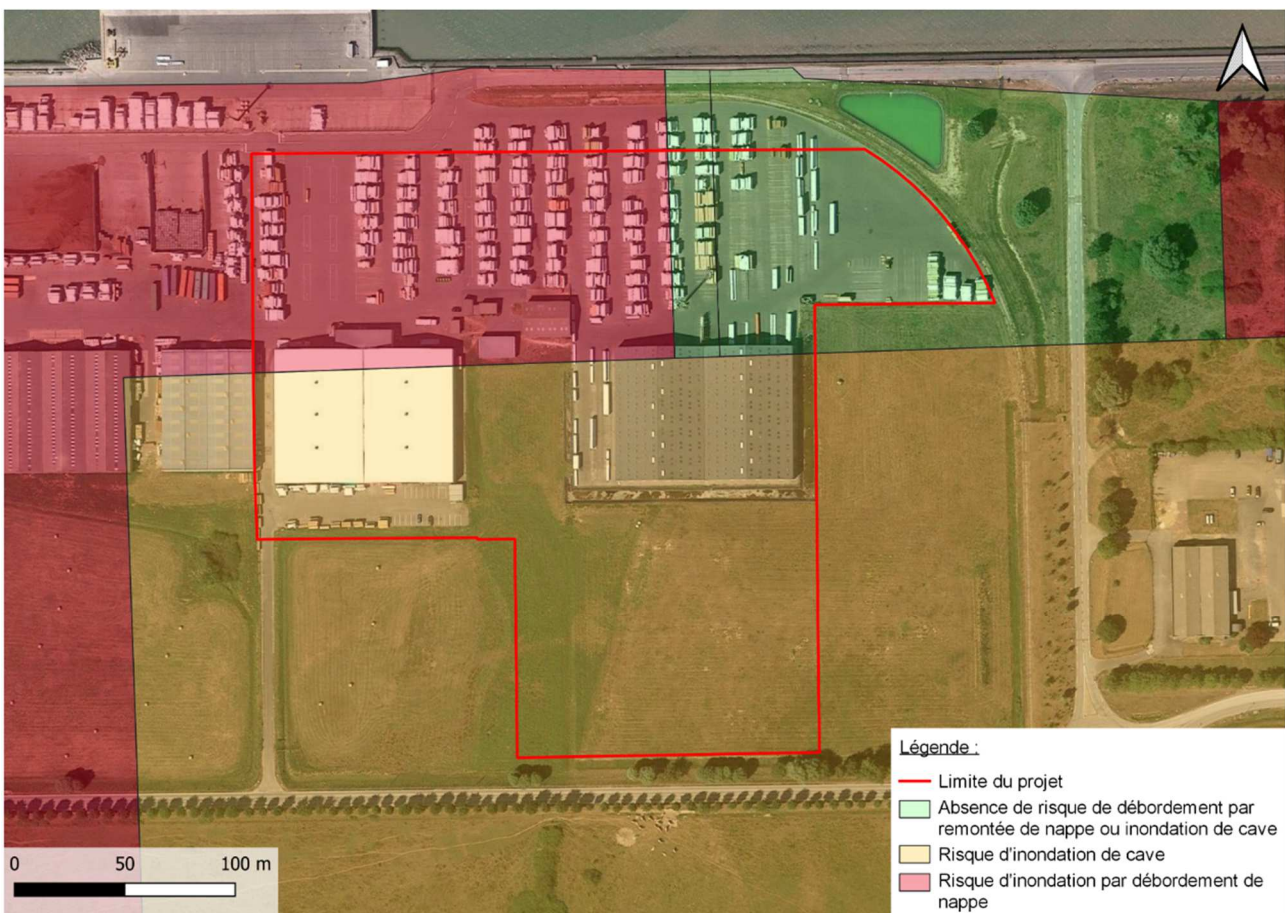 Légende :
Limite du projet
Absence de risque de débordement par
remontée de nappe ou inondation de cave
Risque d'inondation de cave
Risque d'inondation par débordement de
nappe
0 50 100 m